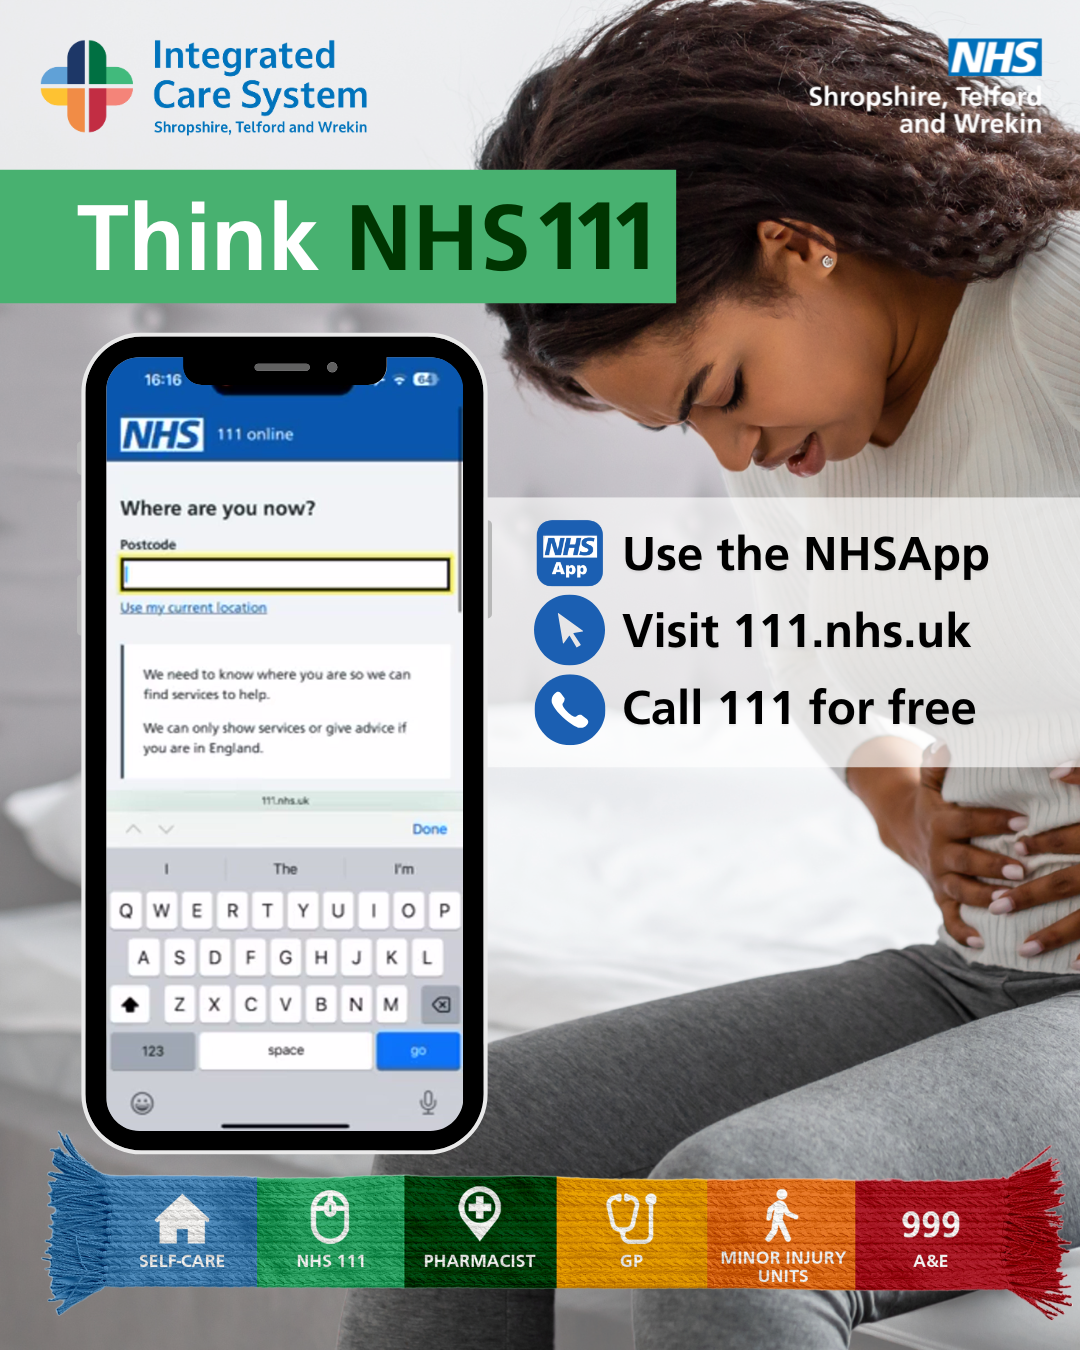 Integrated
Care System
Shropshire, Telford and Wrekin
NHS
Shropshire, Telford
and Wrekin
Think NHS 111
16:16
64
NHS 111 online
Where are you now?
Postcode
Use my current location
We need to know where you are so we can
find services to help.
We can only show services or give advice if
you are in England.
111.nhs.uk
Done
I The I'm
Q W E R T Y U I O P
A S D F G H J K L
Z X C V B N M
123 space go
NHS
App
Use the NHSApp
Visit 111.nhs.uk
Call 111 for free
SELF-CARE
NHS 111
PHARMACIST
GP
MINOR INJURY
UNITS
999
A&E